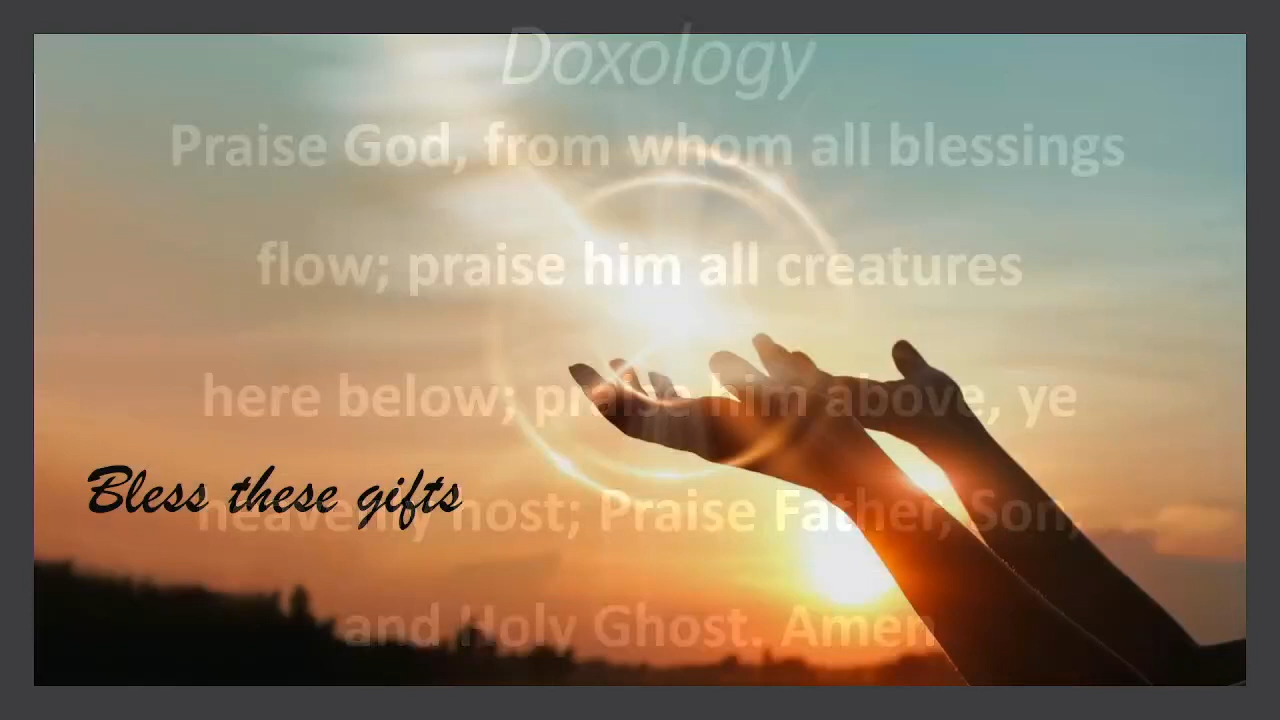 Doxology
Praise God, from whom all blessings
flow; praise him all creatures
here below; praise him above, ye
Bless these gifts
heavenly host; Praise Father, Son,
and Holy Ghost. Amen